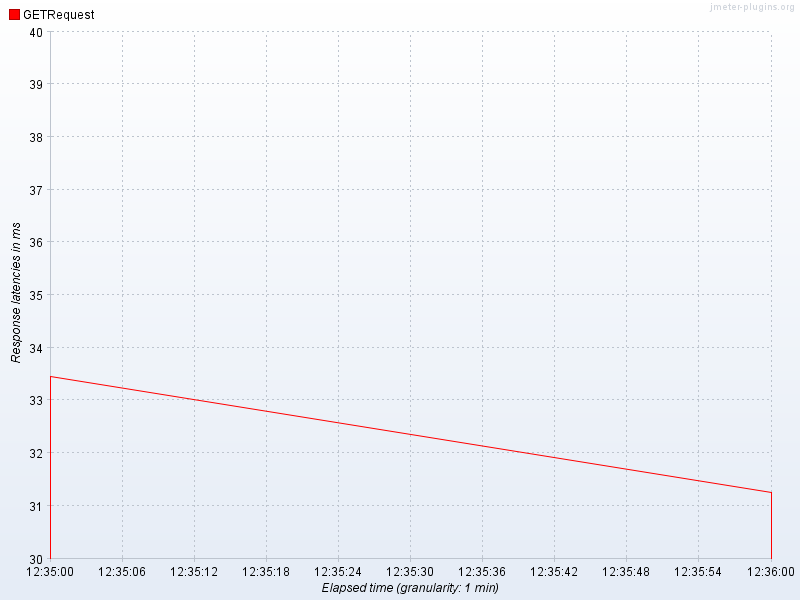 GETRequest
jmeter-plugins.org
40
39
38
37
36
35
34
33
32
31
30
Response latencies in ms
12:35:00 12:35:06 12:35:12 12:35:18 12:35:24 12:35:30 12:35:36 12:35:42 12:35:48 12:35:54 12:36:00
Elapsed time (granularity: 1 min)